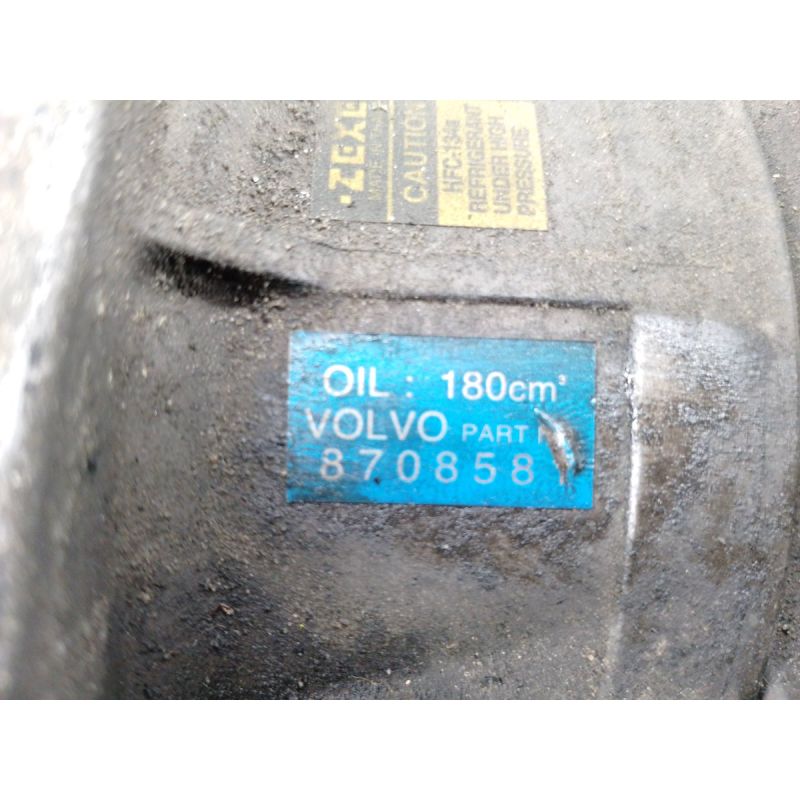 CAUTION
HFC:134a
REFRIGERANT
UNDER HIGH
PRESSURE
OIL : 180cm³
VOLVO PART
870858